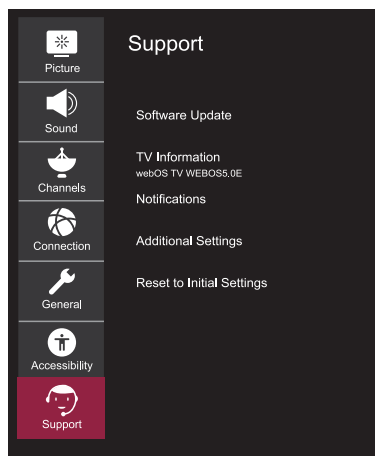 Picture
Sound
Channels
Connection
General
Accessibility
Support
Support
Software Update
TV Information
webOS TV WEBOS5.0E
Notifications
Additional Settings
Reset to Initial Settings